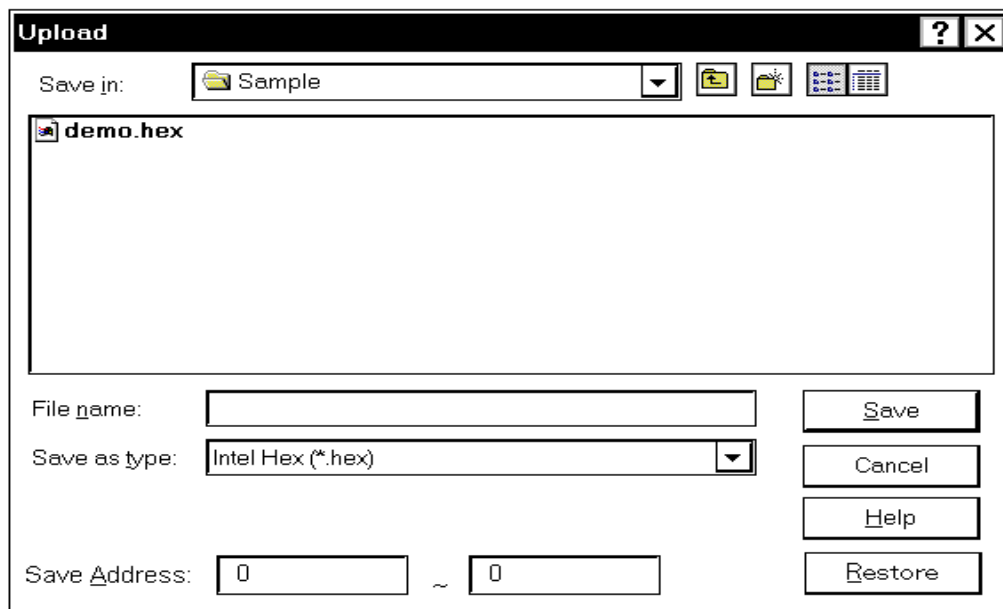 Upload
Save in: Sample
demo.hex
File name:
Save
Save as type: Intel Hex (*.hex)
Cancel
Help
Save Address: 0 ~ 0
Restore